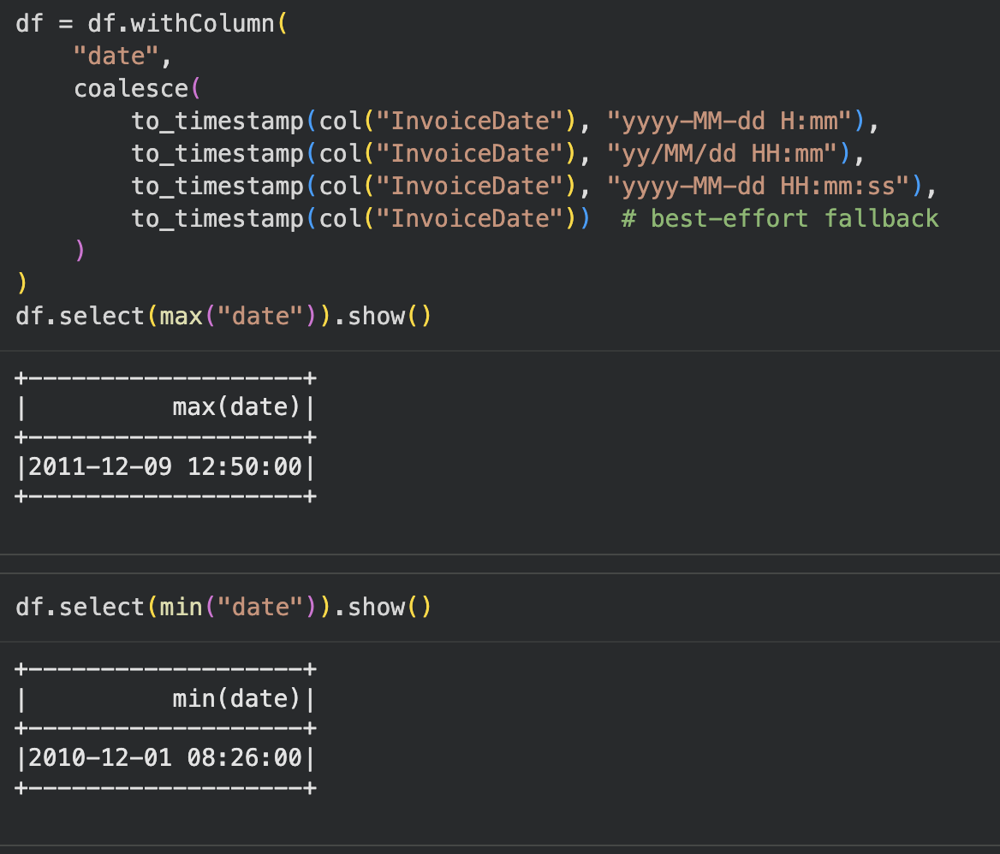 df = df.withColumn(
    "date",
    coalesce(
        to_timestamp(col("InvoiceDate"), "yyyy-MM-dd H:mm"),
        to_timestamp(col("InvoiceDate"), "yy/MM/dd HH:mm"),
        to_timestamp(col("InvoiceDate"), "yyyy-MM-dd HH:mm:ss"),
        to_timestamp(col("InvoiceDate"))  # best-effort fallback
    )
)
df.select(max("date")).show()
+-------------------+
|          max(date)|
+-------------------+
|2011-12-09 12:50:00|
+-------------------+
df.select(min("date")).show()
+-------------------+
|          min(date)|
+-------------------+
|2010-12-01 08:26:00|
+-------------------+